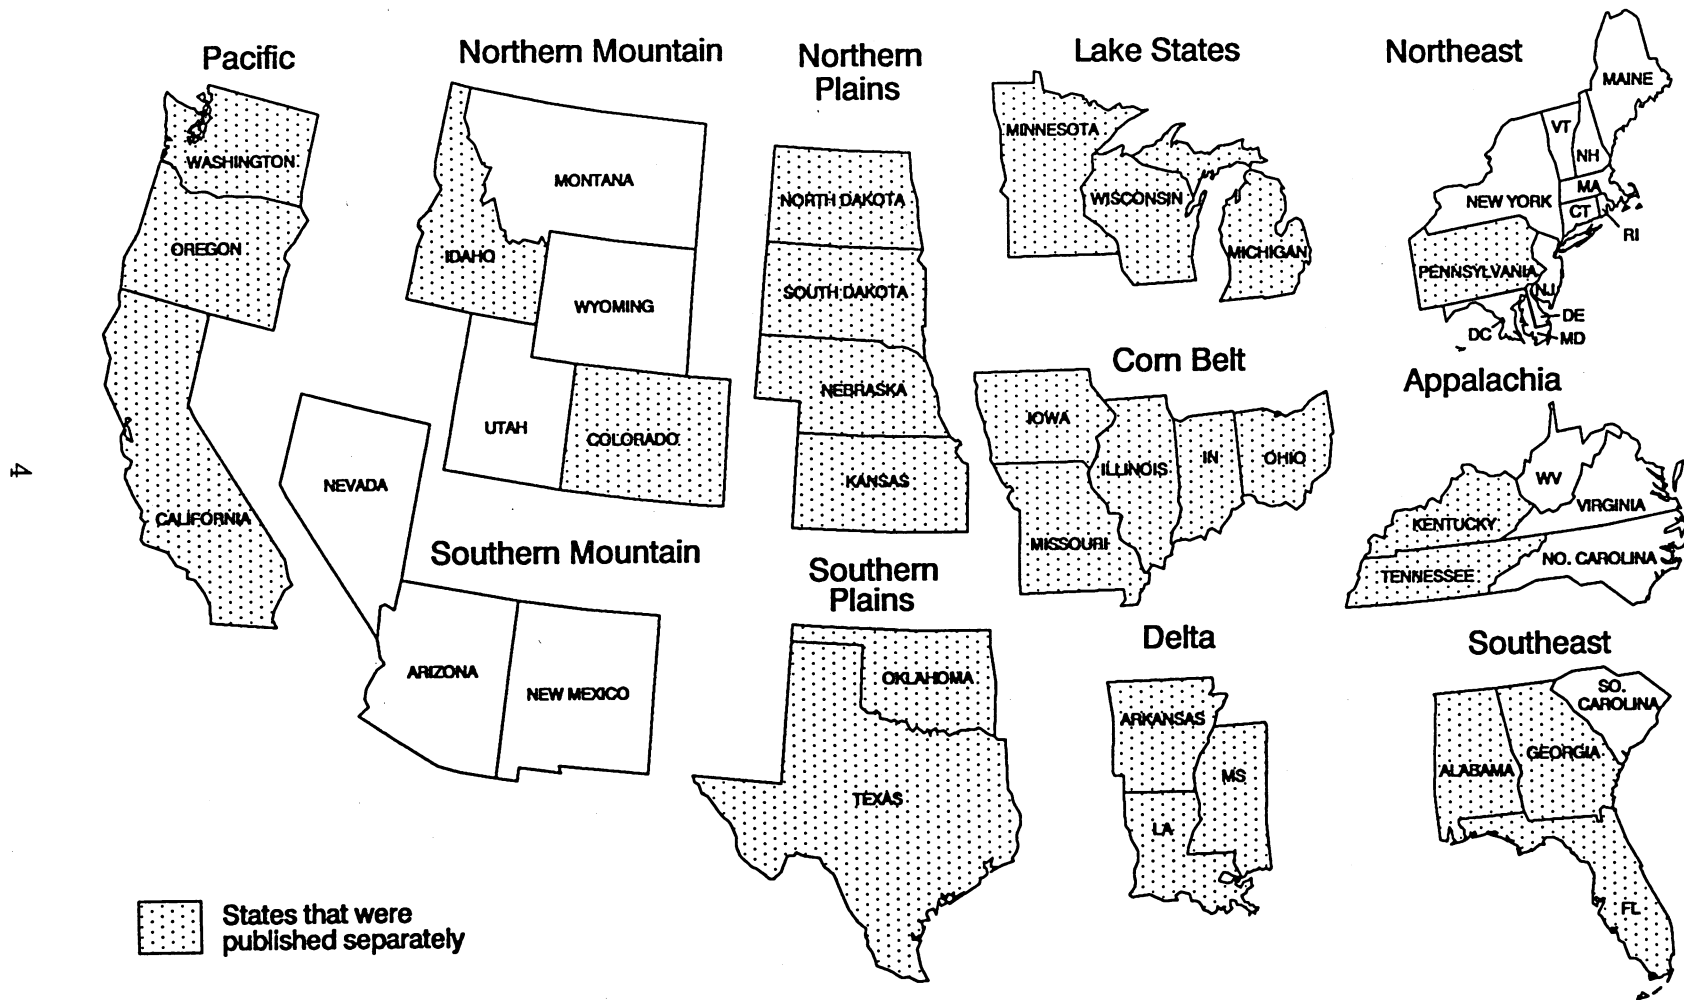 Pacific
WASHINGTON
OREGON
CALIFORNIA
Northern Mountain
MONTANA
IDAHO
WYOMING
UTAH
COLORADO
NEVADA
Southern Mountain
ARIZONA
NEW MEXICO
Northern
Plains
NORTH DAKOTA
SOUTH DAKOTA
NEBRASKA
KANSAS
Southern
Plains
OKLAHOMA
TEXAS
Lake States
MINNESOTA
WISCONSIN
MICHIGAN
Corn Belt
IOWA
ILLINOIS
IN
OHIO
MISSOURI
Delta
ARKANSAS
MS
LA
Northeast
MAINE
VT
NH
MA
NEW YORK
CT
RI
PENNSYLVANIA
NJ
DE
DC
MD
Appalachia
WV
VIRGINIA
KENTUCKY
NO. CAROLINA
TENNESSEE
Southeast
SO.
CAROLINA
GEORGIA
ALABAMA
FL
States that were
published separately
4